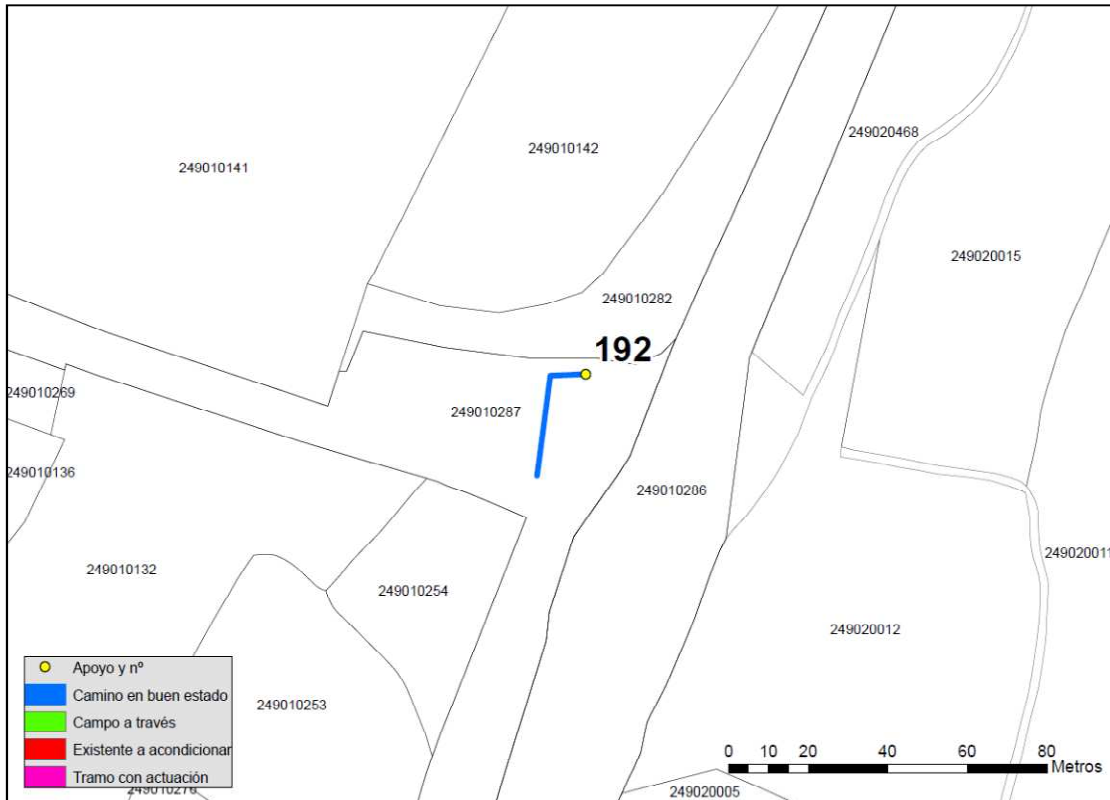 249020468
249010142
249010141
249020015
249010282
192
249010269
249010287
249010136
249010206
249020011
249010132
249010254
249020012
Apoyo y nº
Camino en buen estado
249010253
Campo a través
Existente a acondicionar
0 10 20 40 60 80
Metros
Tramo con actuación
249010276
249020005